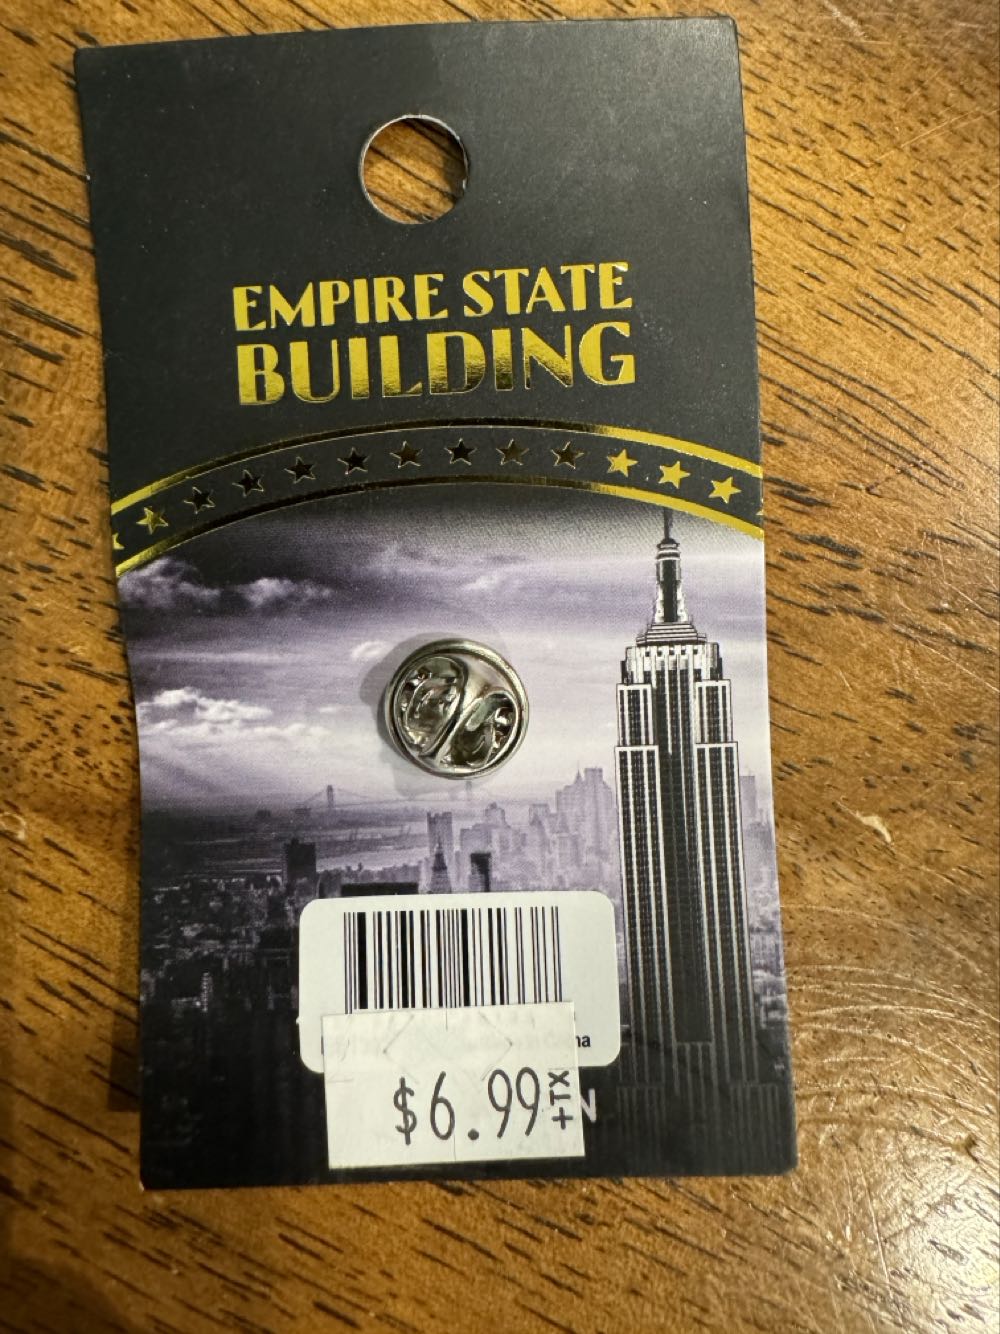 EMPIRE STATE
BUILDING
$6.99
+TX